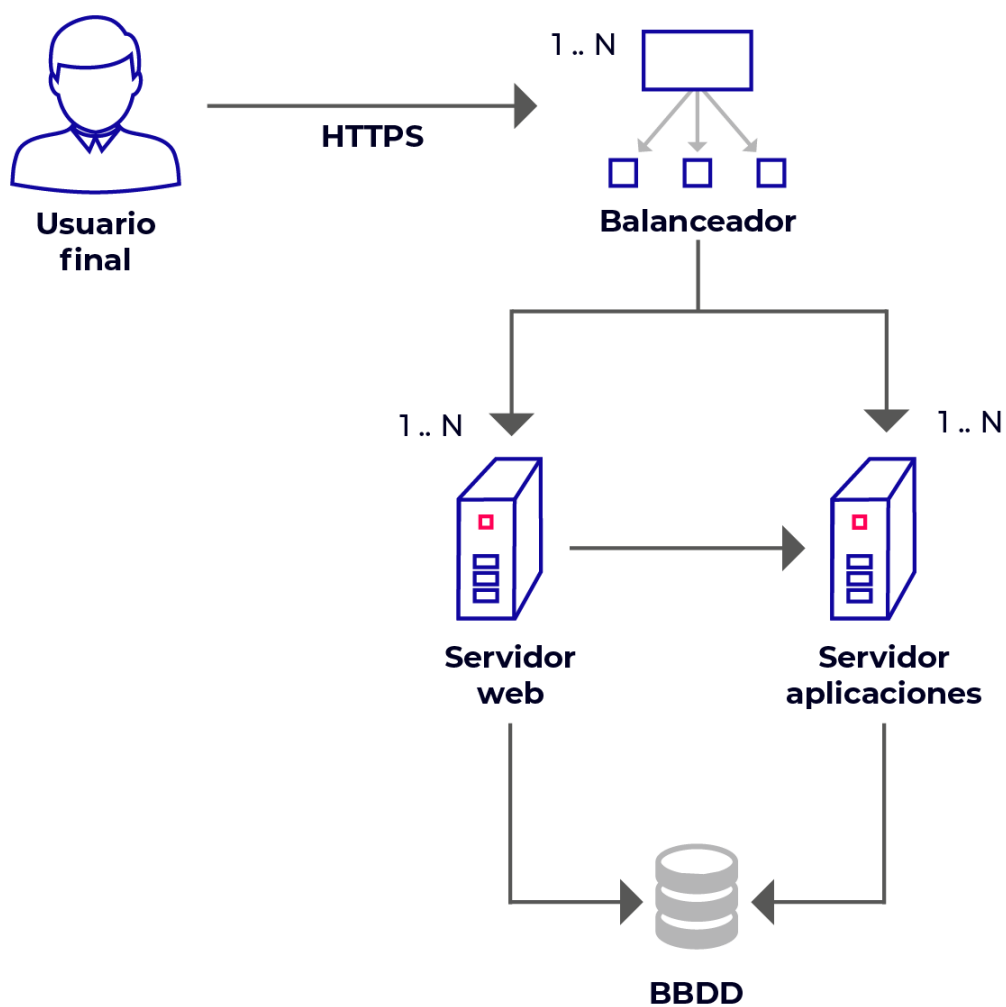 1 .. N
HTTPS
Usuario
final
Balanceador
1 .. N
1 .. N
Servidor
web
Servidor
aplicaciones
BBDD